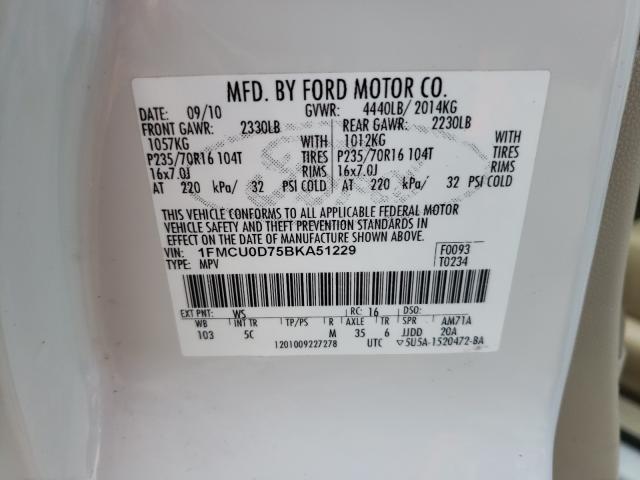 MFD. BY FORD MOTOR CO.
DATE: 09/10 GVWR: 4440LB/ 2014KG
FRONT GAWR: 2330LB REAR GAWR: 2230LB
1057KG WITH 1012KG WITH
P235/70R16 104T TIRES P235/70R16 104T TIRES
16x7.0J RIMS 16x7.0J RIMS
AT 220 kPa/ 32 PSI COLD AT 220 kPa/ 32 PSI COLD
THIS VEHICLE CONFORMS TO ALL APPLICABLE FEDERAL MOTOR
VEHICLE SAFETY AND THEFT PREVENTION STANDARDS IN
EFFECT ON THE DATE OF MANUFACTURE SHOWN ABOVE.
VIN: 1FMCU0D75BKA51229 F0093
TYPE: MPV T0234
EXT PNT: WS RC: 16 DSO:
WB INT TR TP/PS R AXLE TR SPR AM71A
103 5C M 35 6 JJDD 20A
1201009227278 UTC ▽5U5A-1520472-BA